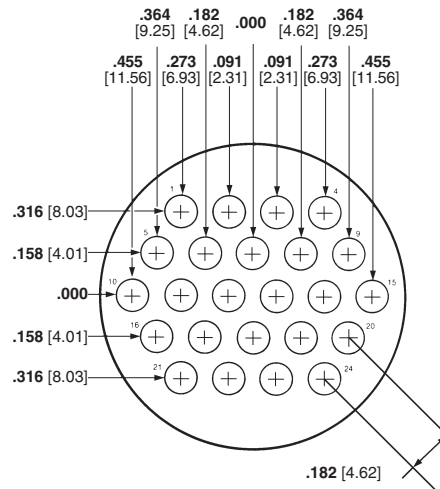 .364 .182 .000 .182 .364
[9.25] [4.62] [4.62] [9.25]
.455 .273 .091 .091 .273 .455
[11.56] [6.93] [2.31] [2.31] [6.93] [11.56]
1 4
.316 [8.03]
5 9
.158 [4.01]
10 15
.000
16 20
.158 [4.01]
21 24
.316 [8.03]
.182 [4.62]